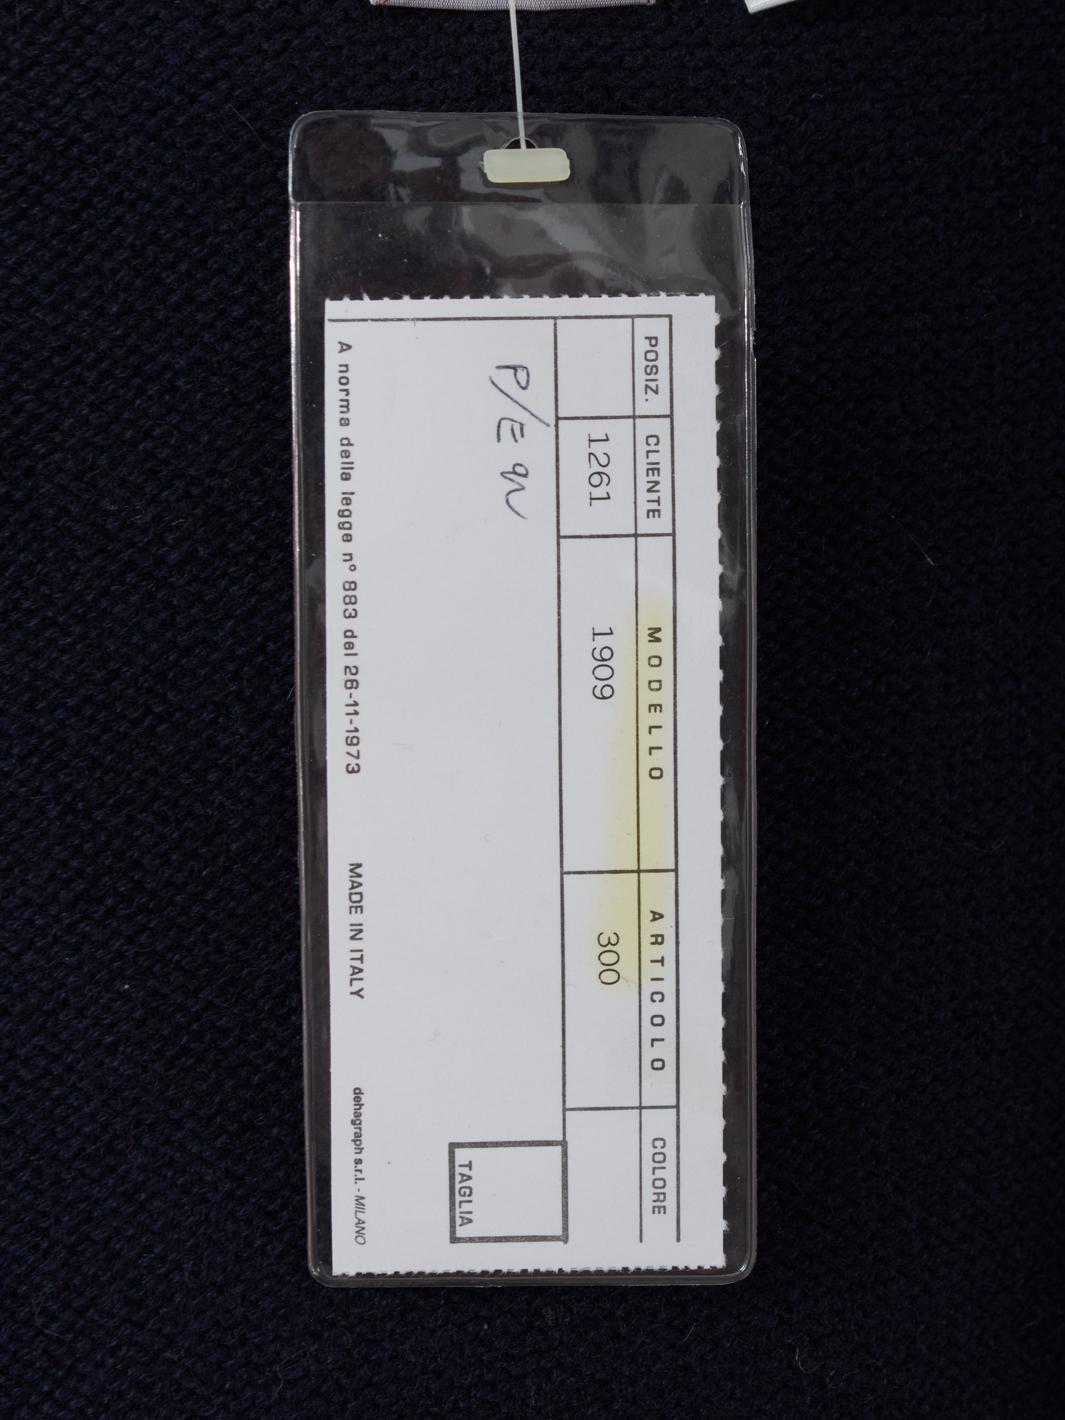 POSIZ. CLIENTE MODELLO ARTICOLO COLORE
1261 1909 300
P/E 92
TAGLIA
A norma della legge n° 883 del 26-11-1973 MADE IN ITALY dehagraph s.r.l. - MILANO